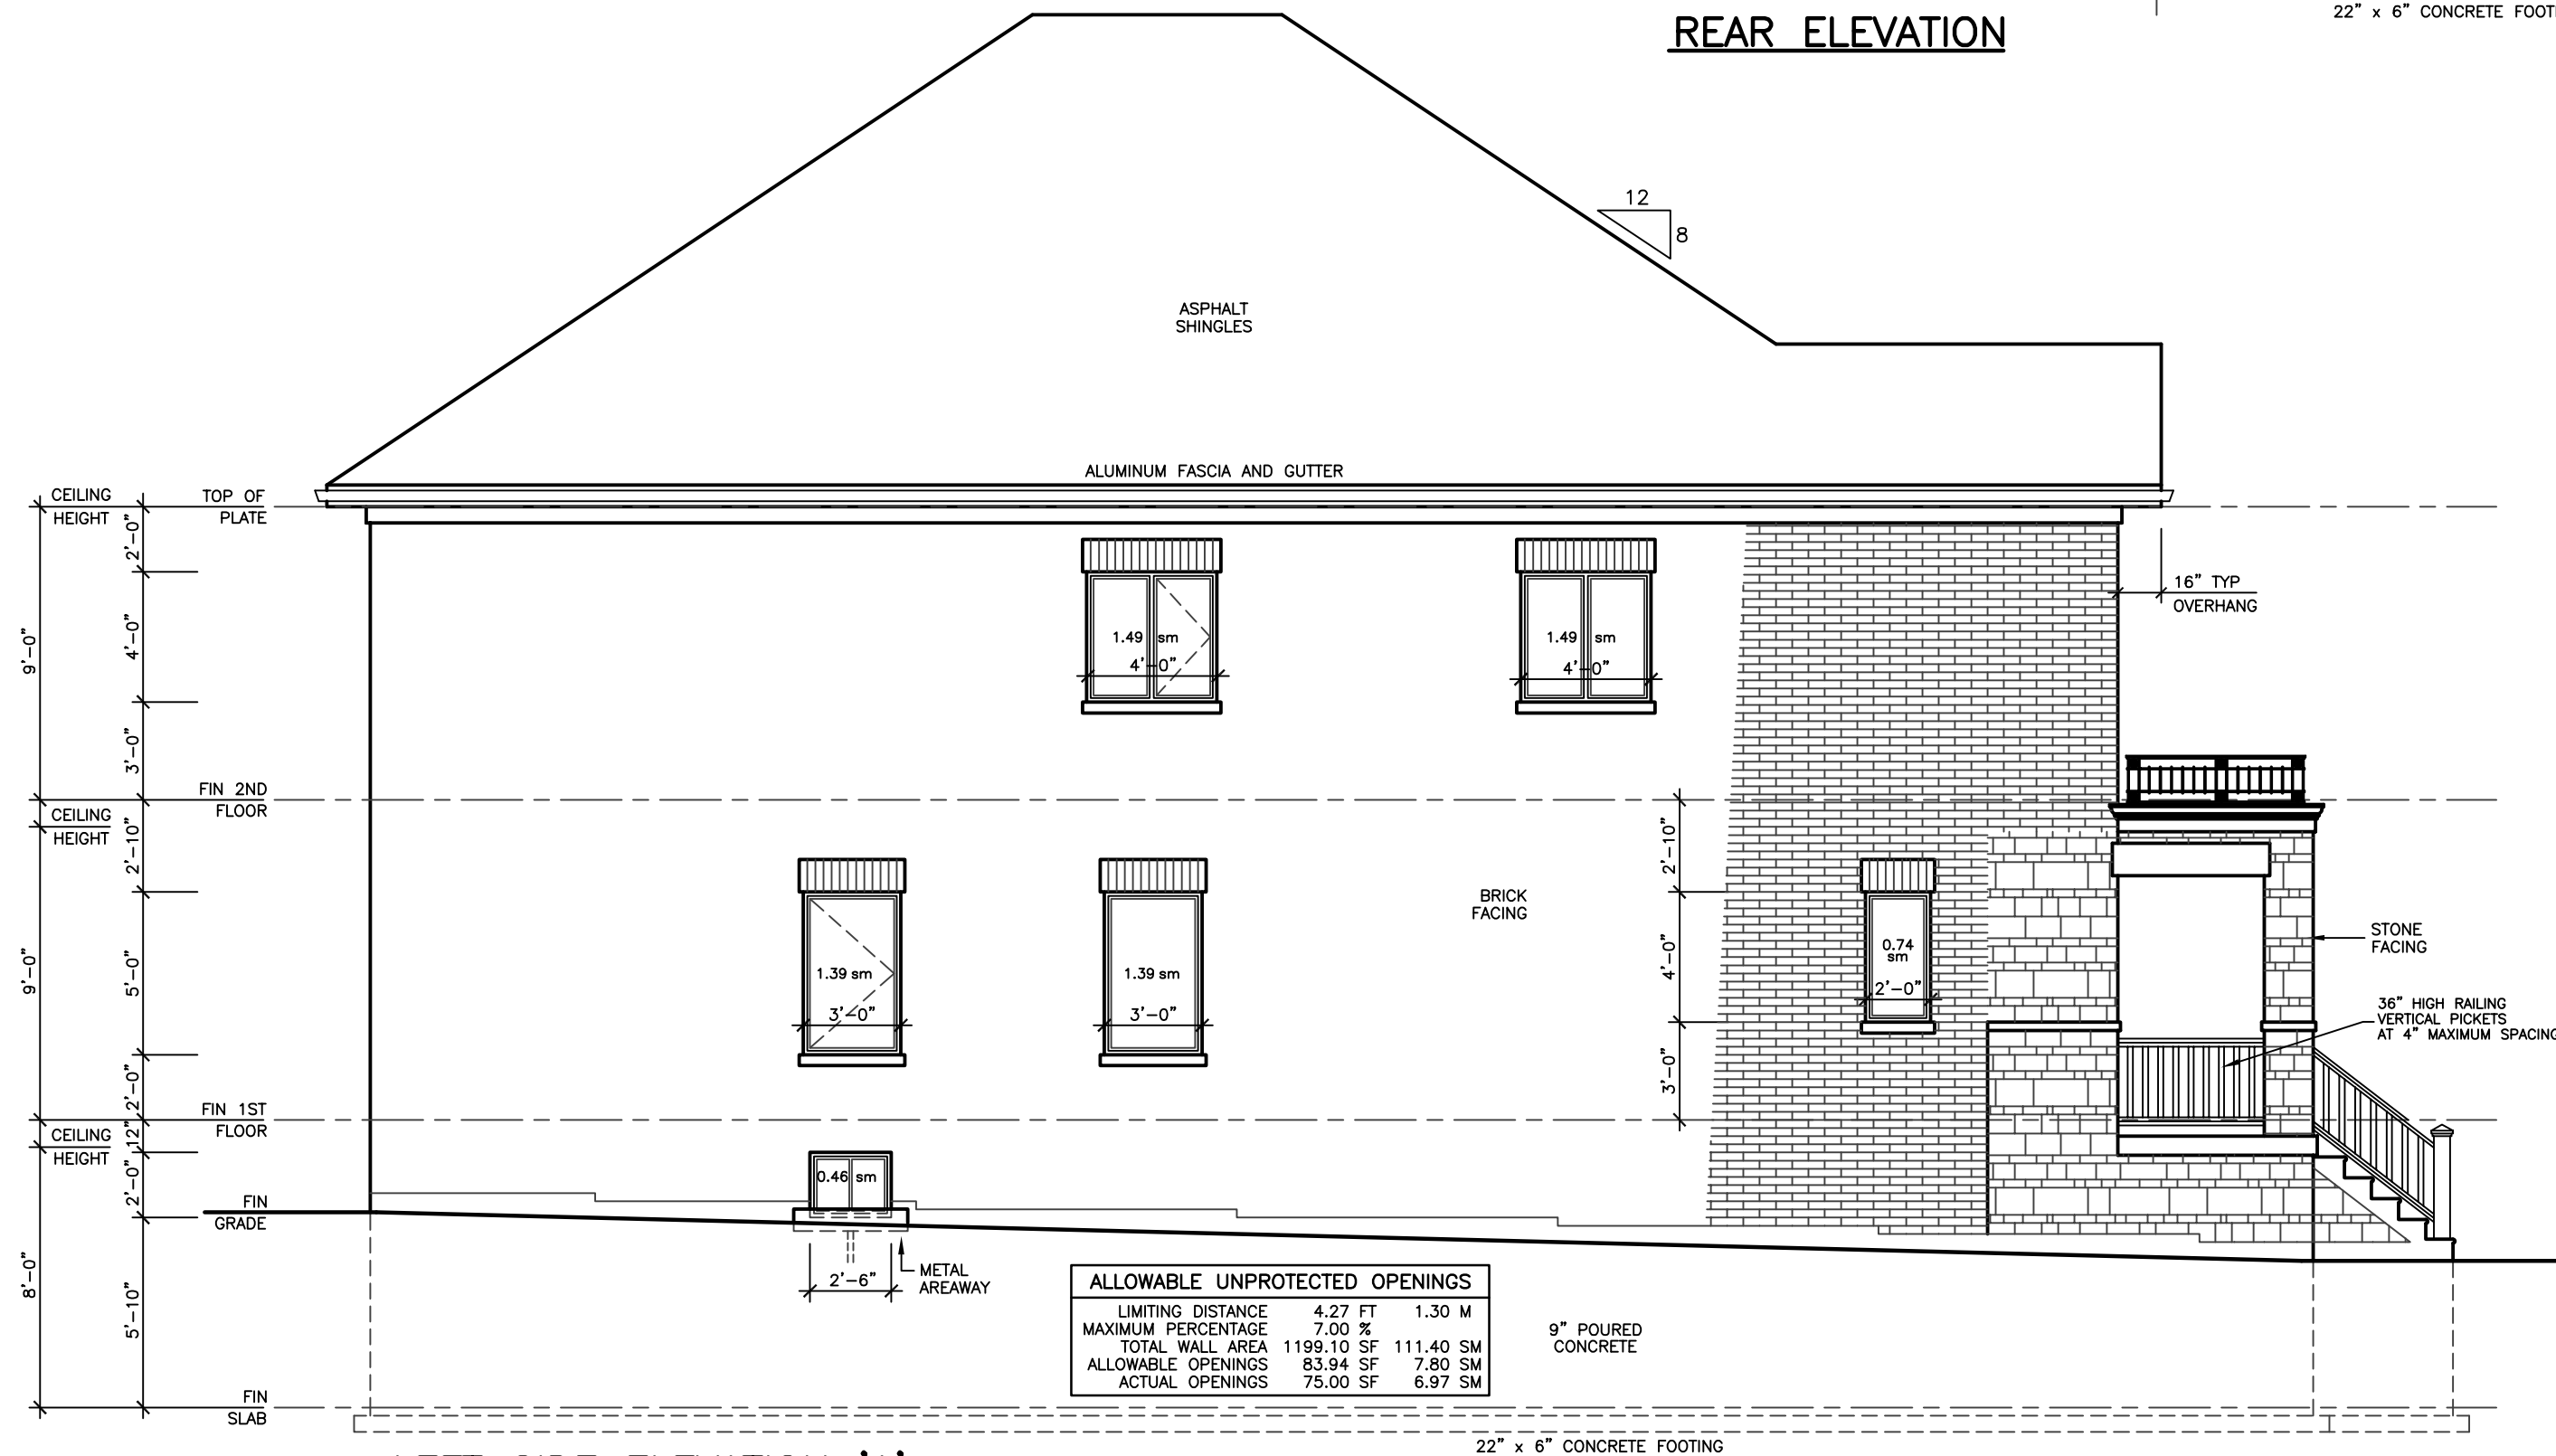 REAR ELEVATION
22" x 6" CONCRETE
12
8
ASPHALT
SHINGLES
ALUMINUM FASCIA AND GUTTER
CEILING
HEIGHT
TOP OF
PLATE
2'-0"
9'-0"
4'-0"
3'-0"
1.49 sm
4'-0"
1.49 sm
4'-0"
16" TYP
OVERHANG
FIN 2ND
FLOOR
CEILING
HEIGHT
2'-10"
9'-0"
5'-0"
2'-0"
1.39 sm
3'-0"
1.39 sm
3'-0"
BRICK
FACING
2'-10"
4'-0"
3'-0"
0.74
sm
2'-0"
STONE
FACING
36" HIGH RAILING
VERTICAL PICKETS
AT 4" MAXIMUM SPACING
FIN 1ST
FLOOR
CEILING
HEIGHT
12"
2'-0"
0.46 sm
FIN
GRADE
8'-0"
5'-10"
2'-6"
METAL
AREAWAY
ALLOWABLE UNPROTECTED OPENINGS
LIMITING DISTANCE 4.27 FT 1.30 M
MAXIMUM PERCENTAGE 7.00 %
TOTAL WALL AREA 1199.10 SF 111.40 SM
ALLOWABLE OPENINGS 83.94 SF 7.80 SM
ACTUAL OPENINGS 75.00 SF 6.97 SM
9" POURED
CONCRETE
FIN
SLAB
22" x 6" CONCRETE FOOTING